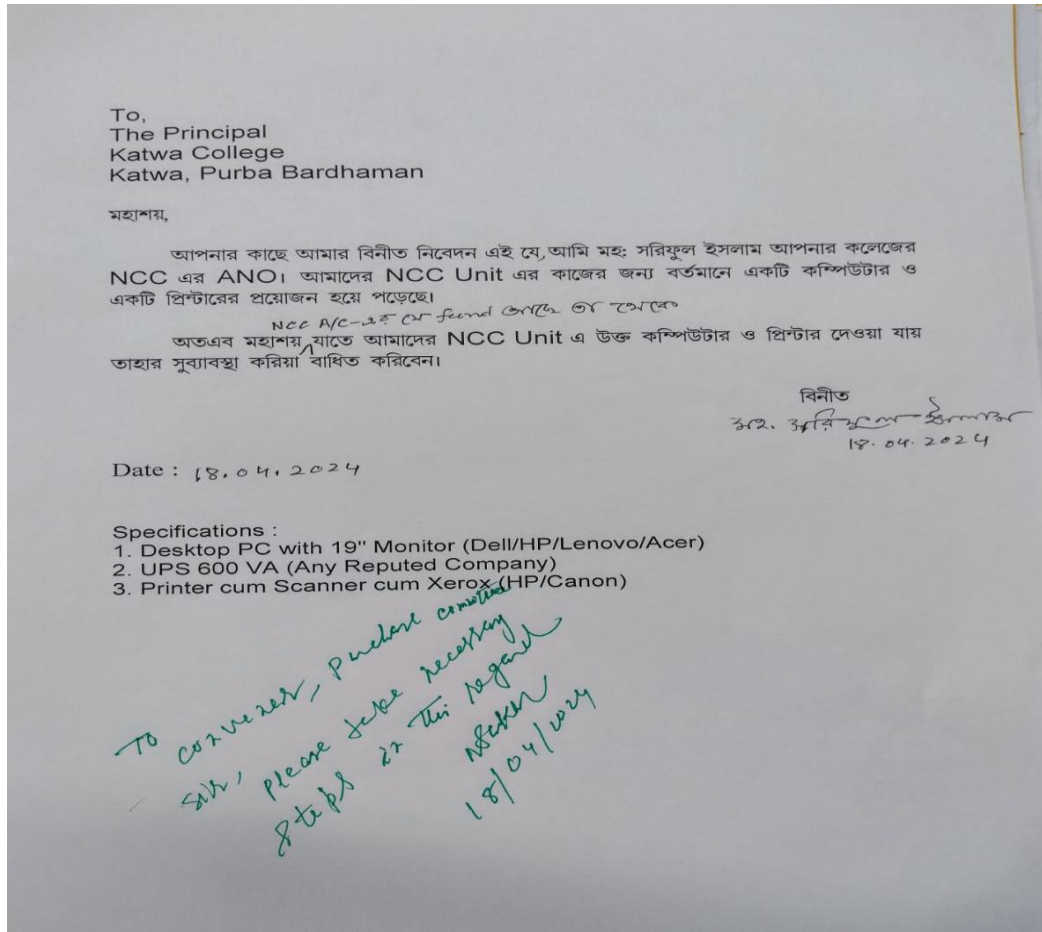 To,
The Principal
Katwa College
Katwa, Purba Bardhaman
মহাশয়,
আপনার কাছে আমার বিনীত নিবেদন এই যে, আমি মহ: সরিফুল ইসলাম আপনার কলেজের
NCC এর ANO। আমাদের NCC Unit এর কাজের জন্য বর্তমানে একটি কম্পিউটার ও
একটি প্রিন্টারের প্রয়োজন হয়ে পড়েছে।
NCC A/C-এর যে found আছে তা থেকে
অতএব মহাশয় যাতে আমাদের NCC Unit এ উক্ত কম্পিউটার ও প্রিন্টার দেওয়া যায়
তাহার সুব্যাবস্থা করিয়া বাধিত করিবেন।
বিনীত
মহ. সরিফুল ইসলাম
18.04.2024
Date : 18.04.2024
Specifications :
1. Desktop PC with 19" Monitor (Dell/HP/Lenovo/Acer)
2. UPS 600 VA (Any Reputed Company)
3. Printer cum Scanner cum Xerox (HP/Canon)
To
convener, Purchase
Sir, please take necessary
steps in this regard
18/04/2024